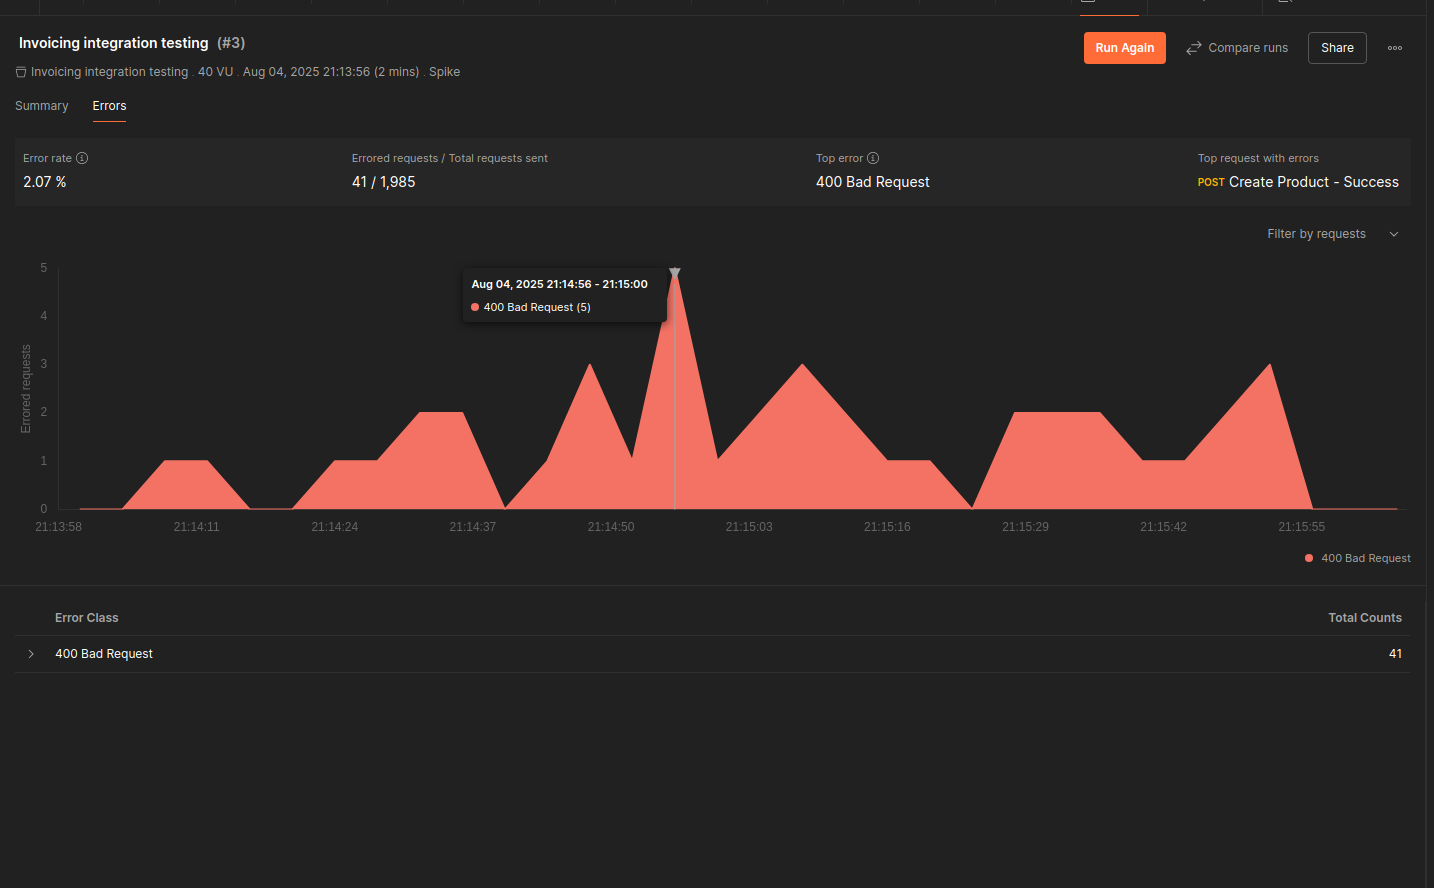 Invoicing integration testing (#3)
Run Again
Compare runs
Share
Invoicing integration testing . 40 VU . Aug 04, 2025 21:13:56 (2 mins) . Spike
Summary
Errors
Error rate
Errored requests / Total requests sent
Top error
Top request with errors
2.07 %
41 / 1,985
400 Bad Request
POST Create Product - Success
Filter by requests
Aug 04, 2025 21:14:56 - 21:15:00
400 Bad Request (5)
Errored requests
5
4
3
2
1
0
21:13:58
21:14:11
21:14:24
21:14:37
21:14:50
21:15:03
21:15:16
21:15:29
21:15:42
21:15:55
400 Bad Request
Error Class
Total Counts
400 Bad Request
41